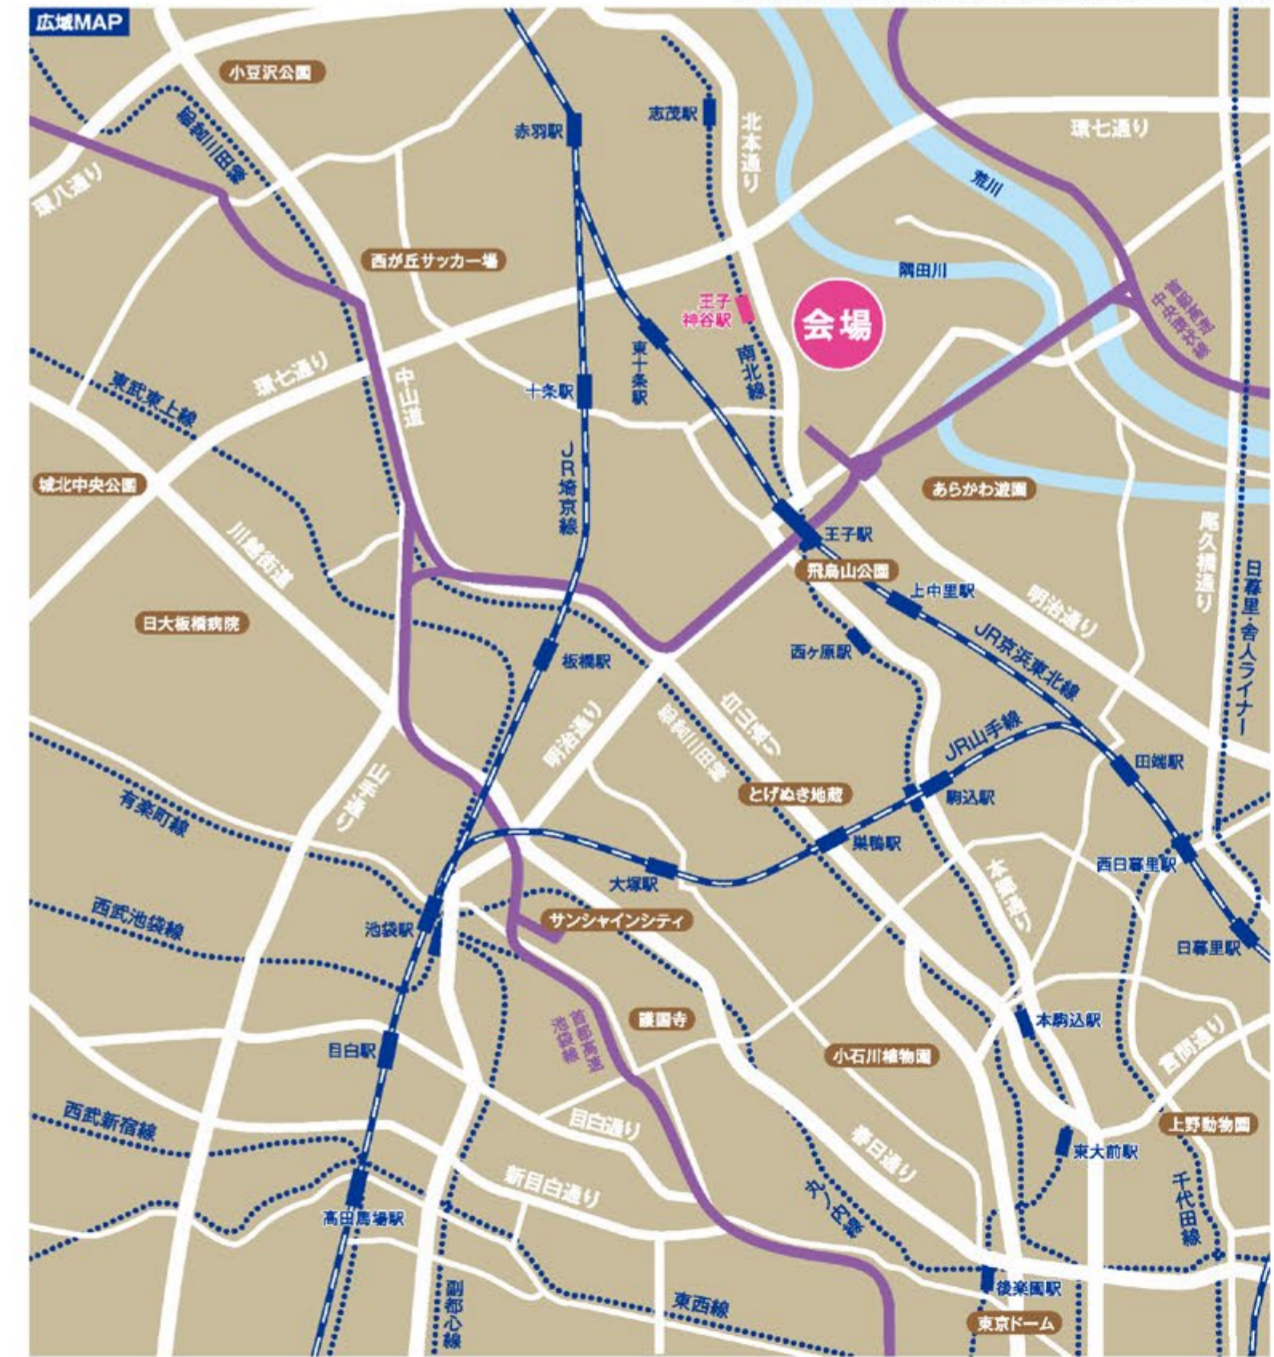 広域MAP
小豆沢公園
赤羽駅
志茂駅
北本通り
環七通り
都営三田線
環八通り
荒川
西が丘サッカー場
隅田川
王子
神谷駅
会場
首都高速
中央環状線
東十条駅
南北線
環七通り
中山道
十条駅
東武東上線
JR埼京線
城北中央公園
あらかわ遊園
川越街道
王子駅
尾久橋通り
飛鳥山公園
上中里駅
明治通り
日暮里・舎人ライナー
日大板橋病院
西ヶ原駅
JR京浜東北線
板橋駅
白山通り
都営三田線
明治通り
JR山手線
田端駅
山手通り
とげぬき地蔵
駒込駅
有楽町線
巣鴨駅
西日暮里駅
大塚駅
本郷通り
西武池袋線
池袋駅
サンシャインシティ
日暮里駅
護国寺
首都高速
池袋線
本駒込駅
目白駅
小石川植物園
言問通り
西武新宿線
目白通り
春日通り
上野動物園
東大前駅
新目白通り
丸ノ内線
千代田線
高田馬場駅
副都心線
東西線
後楽園駅
東京ドーム